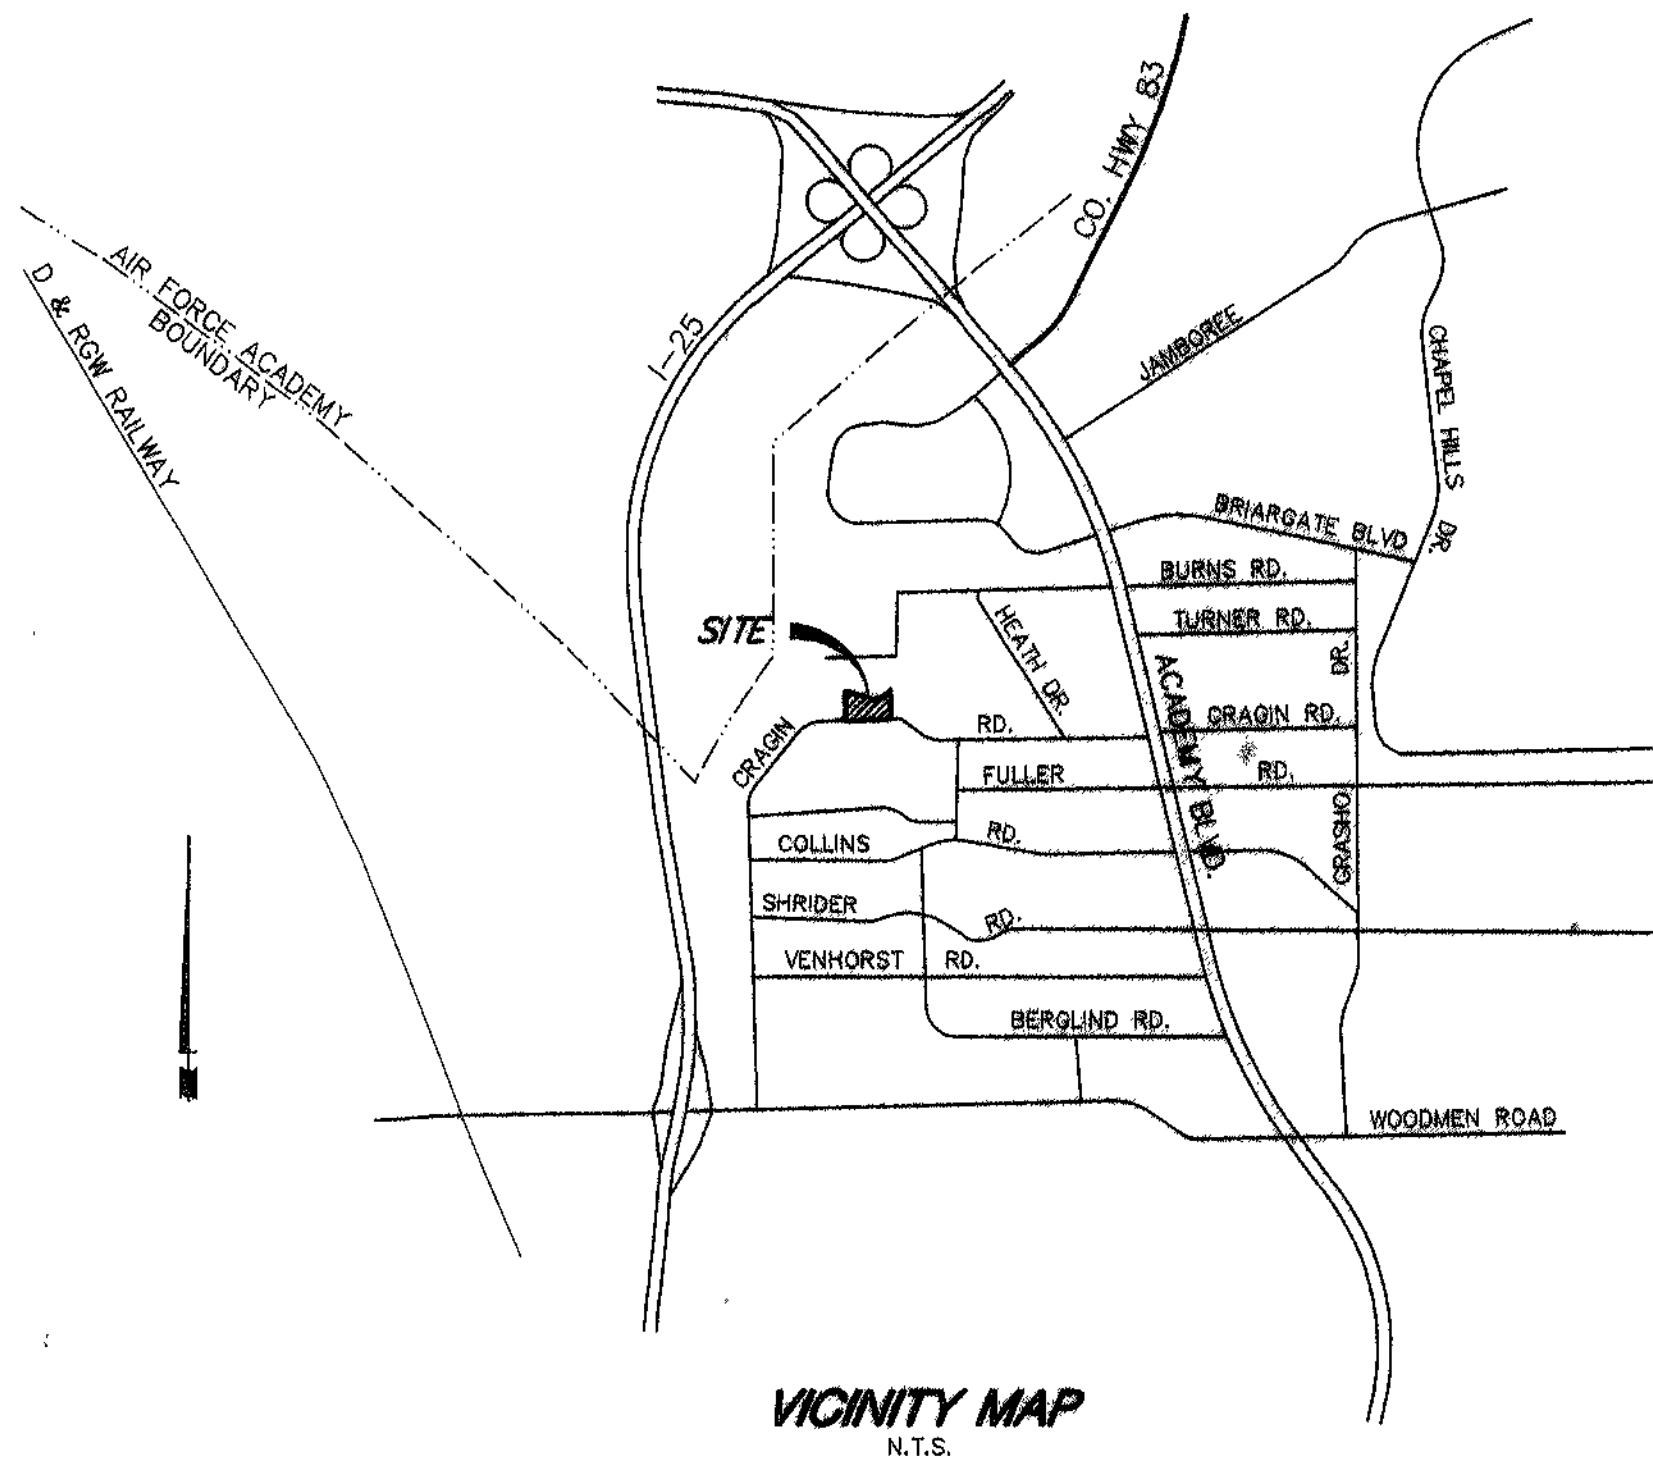 CO. HWY 83
AIR FORCE ACADEMY
BOUNDARY
D & RGW RAILWAY
I-25
JAMBOREE
CHAPEL HILLS DR.
BRIARGATE BLVD
BURNS RD.
SITE
HEATH DR.
TURNER RD.
DR.
ACADEMY BLVD.
CRAGIN
RD.
CRAGIN RD.
FULLER
RD.
COLLINS
RD.
GRASHO
SHRIDER
RD.
VENHORST RD.
BERGLIND RD.
WOODMEN ROAD
VICINITY MAP
N.T.S.